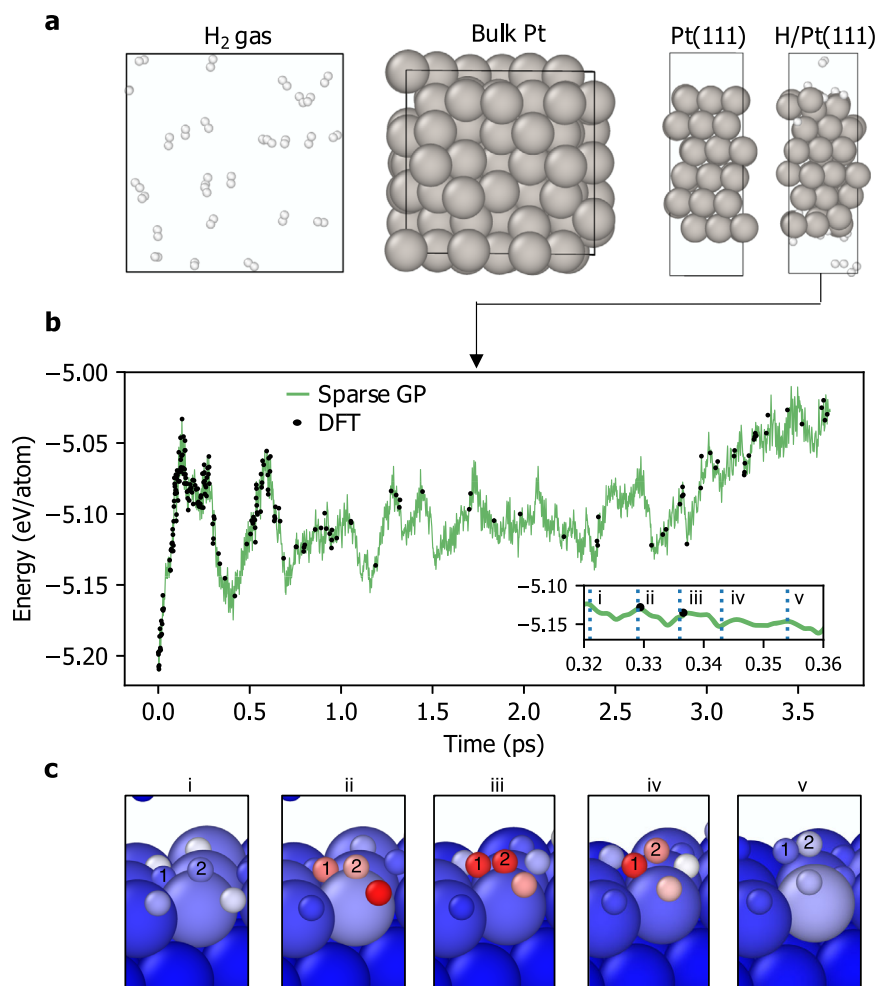 a
H₂ gas
Bulk Pt
Pt(111)
H/Pt(111)
b
Energy (eV/atom)
−5.00
−5.05
−5.10
−5.15
−5.20
Sparse GP
DFT
−5.10
−5.15
i
ii
iii
iv
v
0.32 0.33 0.34 0.35 0.36
0.0 0.5 1.0 1.5 2.0 2.5 3.0 3.5
Time (ps)
c
i
ii
iii
iv
v
1 2
1 2
1 2
1 2
1 2